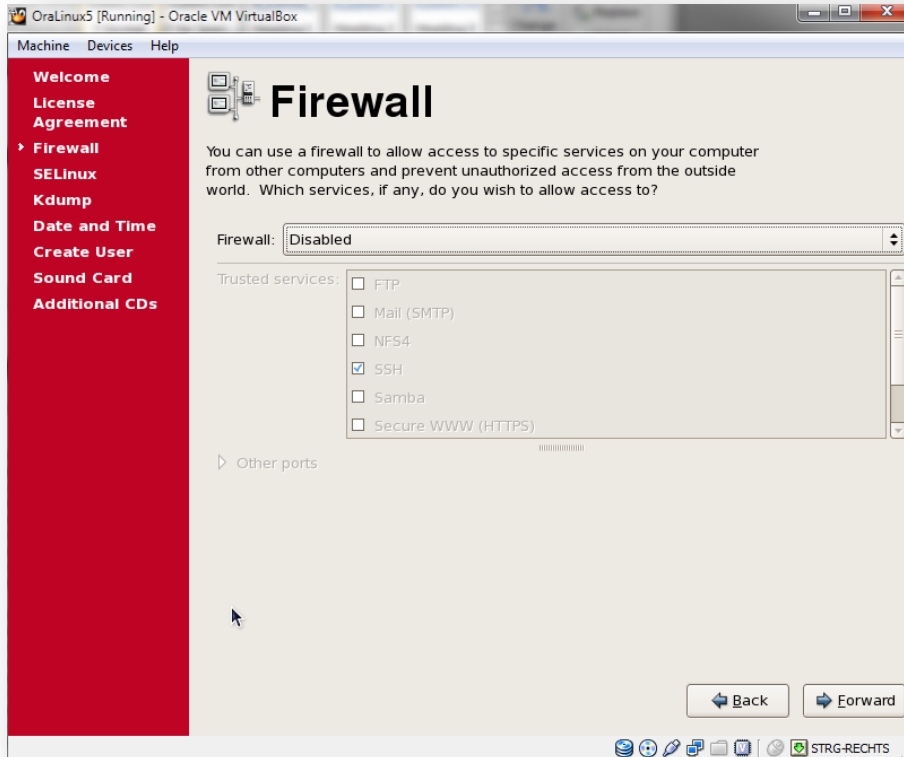 OraLinux5 [Running] - Oracle VM VirtualBox
Machine Devices Help
Welcome
License
Agreement
Firewall
SELinux
Kdump
Date and Time
Create User
Sound Card
Additional CDs
Firewall
You can use a firewall to allow access to specific services on your computer
from other computers and prevent unauthorized access from the outside
world. Which services, if any, do you wish to allow access to?
Firewall: Disabled
Trusted services:
FTP
Mail (SMTP)
NFS4
SSH
Samba
Secure WWW (HTTPS)
Other ports
Back
Forward
STRG-RECHTS